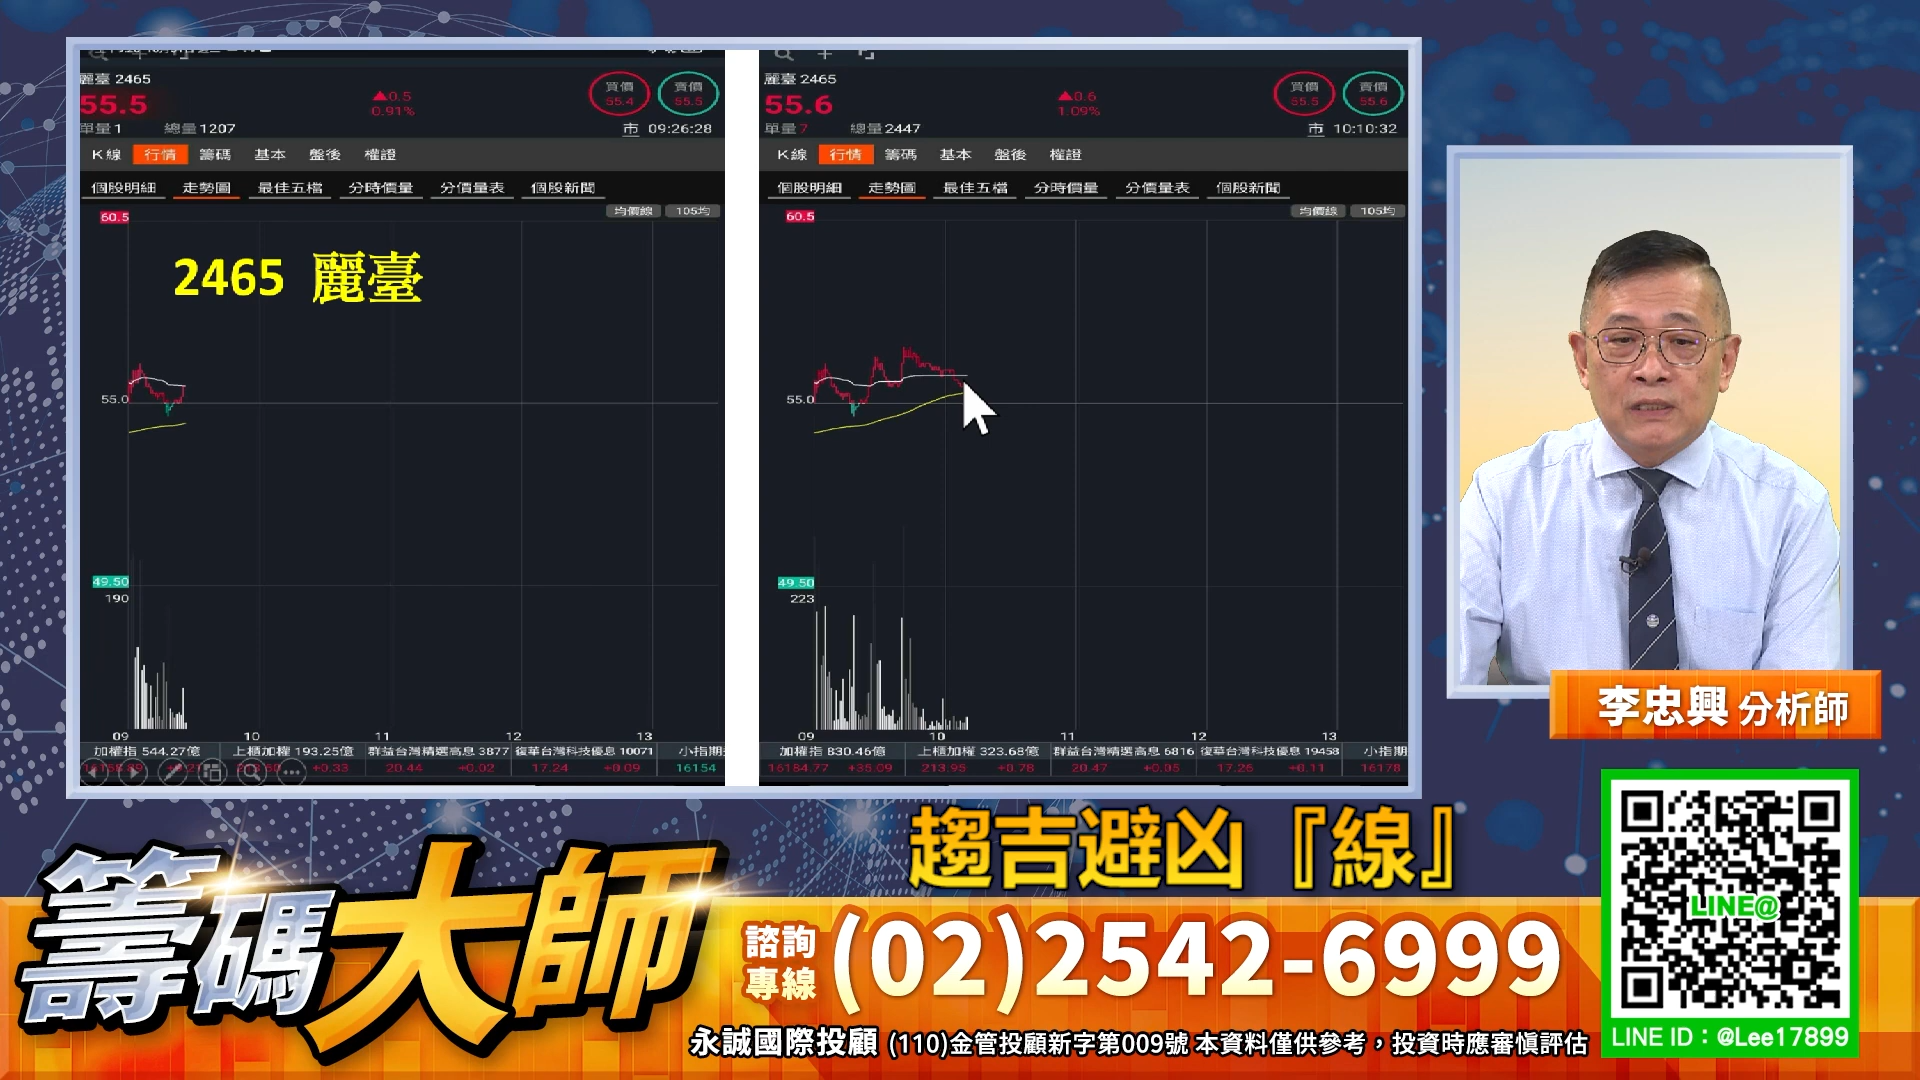 麗臺 2465
55.5
▲0.5
0.91%
買價
55.4
賣價
55.5
單量 1
總量 1207
市 09:26:28
K線 行情 籌碼 基本 盤後 權證
個股明細 走勢圖 最佳五檔 分時價量 分價量表 個股新聞
均價線 105均
60.5
2465 麗臺
55.0
49.50
190
09 10 11 12 13
加權指 544.27億 上櫃加權 193.25億 群益台灣精選高息 3877 復華台灣科技優息 10071 小指期
+0.33 20.44 +0.02 17.24 +0.09 16154
麗臺 2465
55.6
▲0.6
1.09%
買價
55.5
賣價
55.6
單量 7
總量 2447
市 10:10:32
K線 行情 籌碼 基本 盤後 權證
個股明細 走勢圖 最佳五檔 分時價量 分價量表 個股新聞
均價線 105均
60.5
55.0
49.50
223
09 10 11 12 13
加權指 830.46億 上櫃加權 323.68億 群益台灣精選高息 6816 復華台灣科技優息 19458 小指期
16184.77 +35.09 213.95 +0.78 20.47 +0.05 17.26 +0.11 16178
李忠興 分析師
趨吉避凶『線』
籌碼大師
諮詢專線 (02)2542-6999
永誠國際投顧 (110)金管投顧新字第009號 本資料僅供參考，投資時應審慎評估
LINE@
LINE ID：@Lee17899